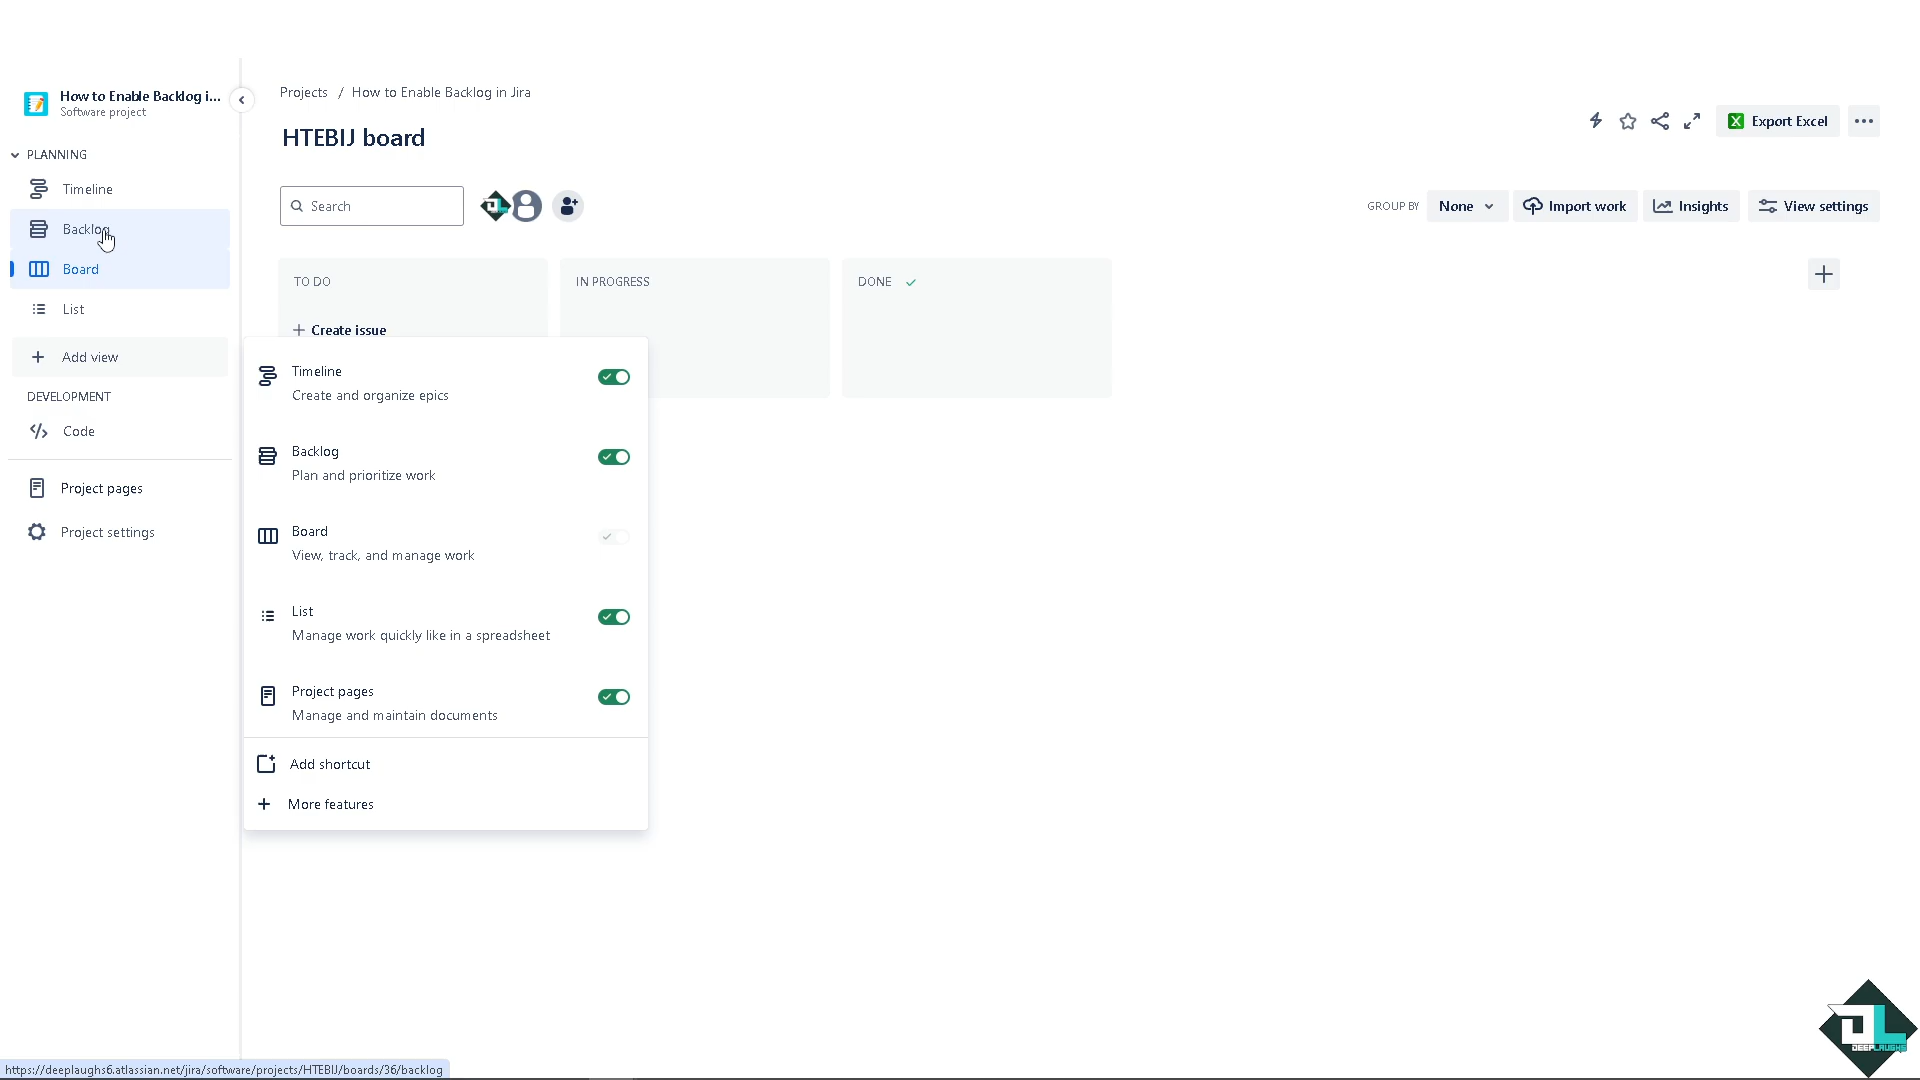 How to Enable Backlog i...
Software project
PLANNING
Timeline
Backlog
Board
List
Add view
DEVELOPMENT
Code
Project pages
Project settings
Projects / How to Enable Backlog in Jira
HTEBIJ board
Export Excel
Search
GROUP BY
None
Import work
Insights
View settings
TO DO
IN PROGRESS
DONE
Create issue
Timeline
Create and organize epics
Backlog
Plan and prioritize work
Board
View, track, and manage work
List
Manage work quickly like in a spreadsheet
Project pages
Manage and maintain documents
Add shortcut
More features
https://deeplaughs6.atlassian.net/jira/software/projects/HTEBIJ/boards/36/backlog
DL
DEEPLAUGHS